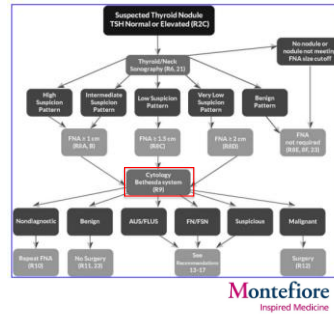 Suspected Thyroid Nodule
TSH Normal or Elevated (R2C)
Thyroid/Neck
Sonography
(R6, 21)
No nodule or
nodule not meeting
FNA size cutoff
High
Suspicion
Pattern
Intermediate
Suspicion
Pattern
Low Suspicion
Pattern
Very Low
Suspicion
Pattern
Benign
Pattern
FNA ≥ 1 cm
(R8A, B)
FNA ≥ 1.5 cm
(R8C)
FNA ≥ 2 cm
(R8D)
FNA
not required
(R8E, 8F, 23)
Cytology
Bethesda system
(R9)
Nondiagnostic
Benign
AUS/FLUS
FN/FSN
Suspicious
Malignant
Repeat FNA
(R10)
No Surgery
(R11, 23)
See
Recommendations
13-17
Surgery
(R12)
Montefiore
Inspired Medicine